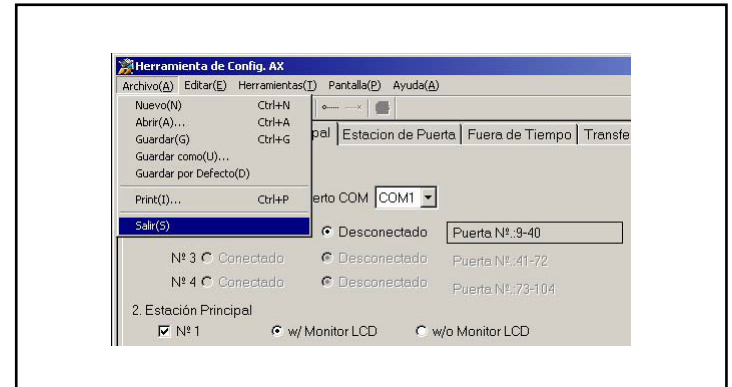 Herramienta de Config. AX
Archivo(A) Editar(E) Herramientas(T) Pantalla(P) Ayuda(A)
Nuevo(N) Ctrl+N
Abrir(A)... Ctrl+A
Guardar(G) Ctrl+G
pal Estacion de Puerta Fuera de Tiempo Transfe
Guardar como(U)...
Guardar por Defecto(D)
Print(I)... Ctrl+P
erto COM COM1
Salir(S)
Desconectado Puerta Nº.:9-40
Nº 3 Conectado Desconectado Puerta Nº.:41-72
Nº 4 Conectado Desconectado Puerta Nº.:73-104
2. Estación Principal
Nº 1 w/ Monitor LCD w/o Monitor LCD